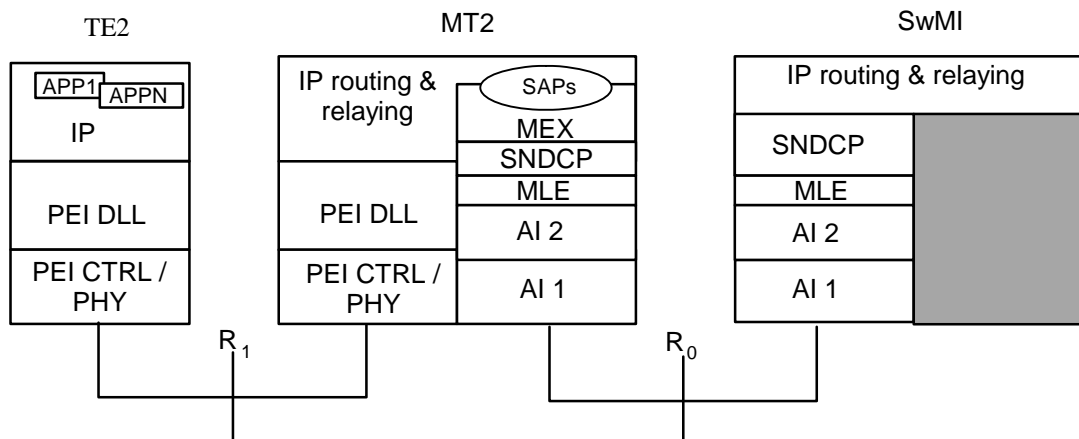 TE2
MT2
SwMI
APP1
APPN
IP
PEI DLL
PEI CTRL /
PHY
IP routing &
relaying
SAPs
MEX
SNDCP
MLE
AI 2
AI 1
PEI DLL
PEI CTRL /
PHY
IP routing & relaying
SNDCP
MLE
AI 2
AI 1
R1
R0